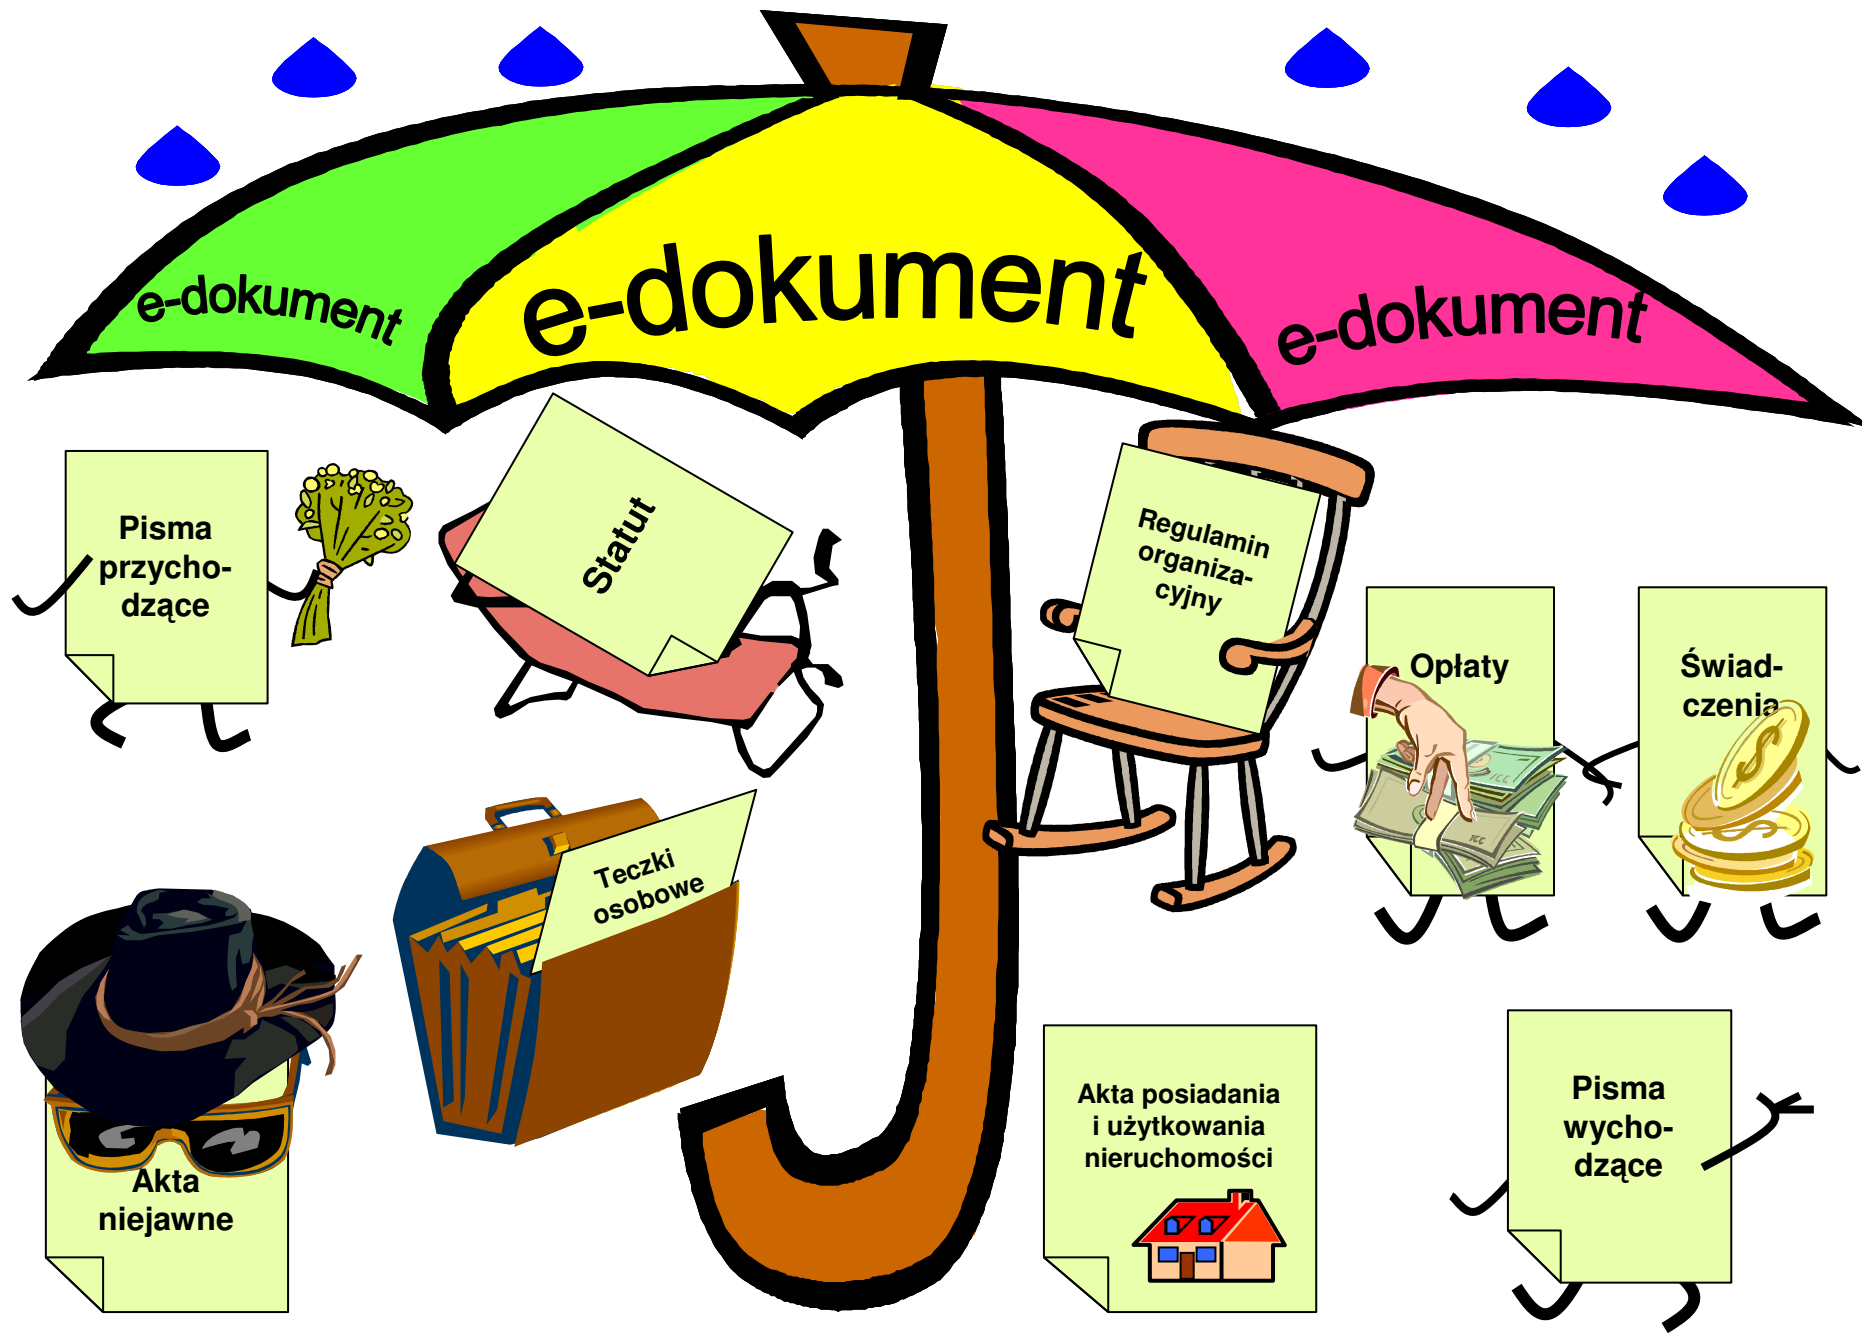 e-dokument
e-dokument
e-dokument
Pisma
przycho-
dzące
Statut
Regulamin
organiza-
cyjny
Opłaty
Świad-
czenia
Teczki
osobowe
Akta
niejawne
Akta posiadania
i użytkowania
nieruchomości
Pisma
wycho-
dzące